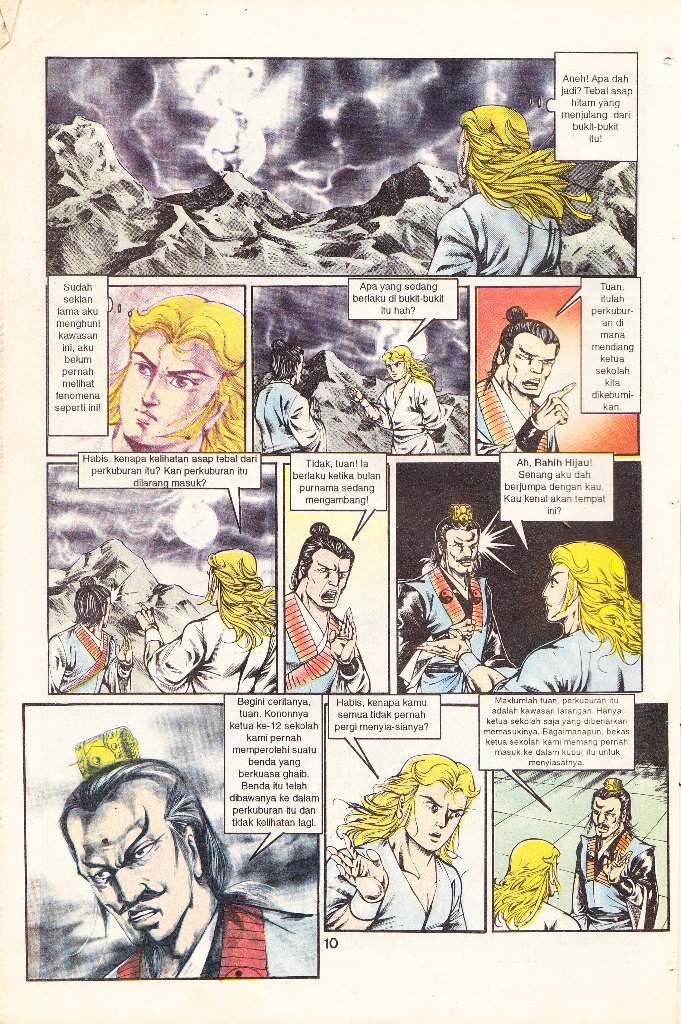 Aneh! Apa dah
jadi? Tebal asap
hitam yang
menjulang dari
bukit-bukit
itu!
Sudah
sekian
lama aku
menghuni
kawasan
ini, aku
belum
pernah
melihat
fenomena
seperti ini!
Apa yang sedang
berlaku di bukit-bukit
itu hah?
Tuan,
itulah
perkubur-
an di
mana
mendiang
ketua
sekolah
kita
dikebumi-
kan.
Habis, kenapa kelihatan asap tebal dari
perkuburan itu? Kan perkuburan itu
dilarang masuk?
Tidak, tuan! Ia
berlaku ketika bulan
purnama sedang
mengambang!
Ah, Rahib Hijau!
Senang aku dah
berjumpa dengan kau.
Kau kenal akan tempat
ini?
Begini ceritanya,
tuan. Kononnya
ketua ke-12 sekolah
kami pernah
memperolehi suatu
benda yang
berkuasa ghaib.
Benda itu telah
dibawanya ke dalam
perkuburan itu dan
tidak kelihatan lagi.
Habis, kenapa kamu
semua tidak pernah
pergi menyia-sianya?
Maklumlah tuan, perkuburan itu
adalah kawasan larangan. Hanya
ketua sekolah saja yang dibenarkan
memasukinya. Bagaimanapun, bekas
ketua sekolah kami memang pernah
masuk ke dalam kubur itu untuk
menyiasatnya.
10